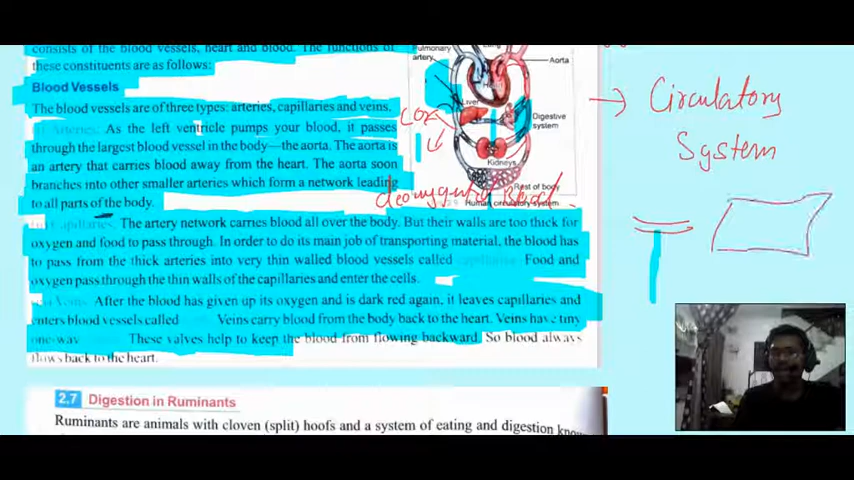 consists of the blood vessels, heart and blood. The functions of
these constituents are as follows:
Blood Vessels
The blood vessels are of three types: arteries, capillaries and veins.
Arteries. As the left ventricle pumps your blood, it passes
through the largest blood vessel in the body—the aorta. The aorta is
an artery that carries blood away from the heart. The aorta soon
branches into other smaller arteries which form a network leading
to all parts of the body.
Capillaries. The artery network carries blood all over the body. But their walls are too thick for
oxygen and food to pass through. In order to do its main job of transporting material, the blood has
to pass from the thick arteries into very thin walled blood vessels called capillaries. Food and
oxygen pass through the thin walls of the capillaries and enter the cells.
Veins. After the blood has given up its oxygen and is dark red again, it leaves capillaries and
enters blood vessels called Veins carry blood from the body back to the heart. Veins have tiny
one way These valves help to keep the blood from flowing backward. So blood always
flows back to the heart.
Pulmonary
artery
Lung
Aorta
Heart
Liver
Digestive
system
Kidneys
Rest of body
Human circulatory system
deoxygenated Blood
Circulatory
System
2.7 Digestion in Ruminants
Ruminants are animals with cloven (split) hoofs and a system of eating and digestion